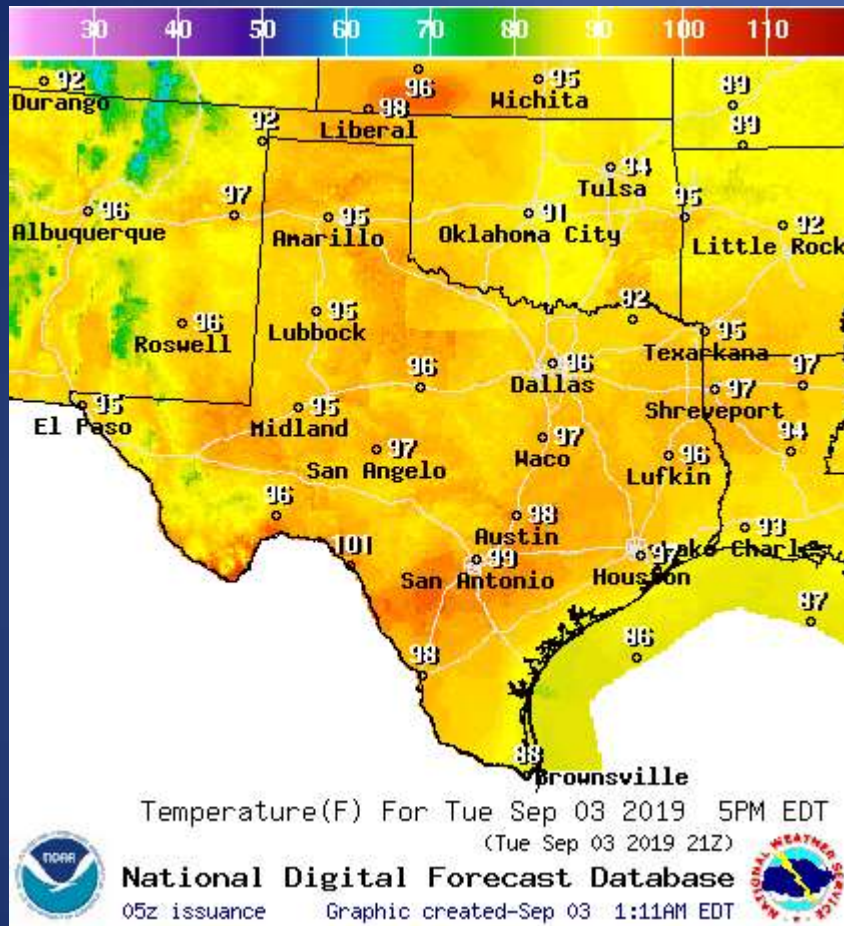 30 40 50 60 70 80 90 100 110
92
Durango
96
95
Wichita
98
Liberal
89
89
92
94
Tulsa
96
Albuquerque
97
95
Amarillo
91
Oklahoma City
95
92
Little Rock
96
Roswell
95
Lubbock
92
95
Texarkana
96
96
Dallas
97
Shreveport
97
95
El Paso
95
Midland
97
San Angelo
97
Waco
96
Lufkin
94
96
98
Austin
93
Lake Charles
101
99
San Antonio
97
Houston
98
86
87
88
Brownsville
Temperature(F) For Tue Sep 03 2019 5PM EDT
(Tue Sep 03 2019 21Z)
NOAA
National Digital Forecast Database
05z issuance Graphic created-Sep 03 1:11AM EDT
NATIONAL WEATHER SERVICE